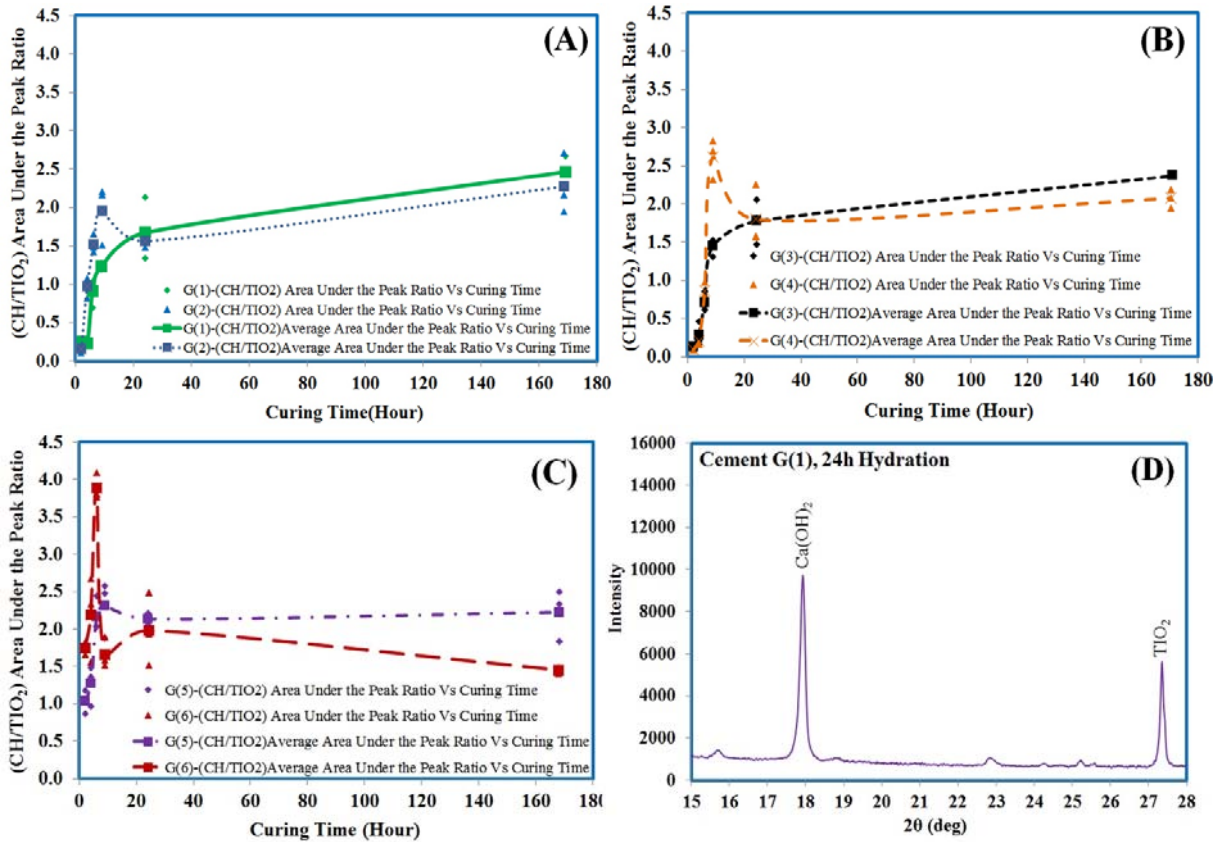 (A)
(CH/TIO2) Area Under the Peak Ratio
4.5
4.0
3.5
3.0
2.5
2.0
1.5
1.0
0.5
0.0
G(1)-(CH/TIO2) Area Under the Peak Ratio Vs Curing Time
G(2)-(CH/TIO2) Area Under the Peak Ratio Vs Curing Time
G(1)-(CH/TIO2)Average Area Under the Peak Ratio Vs Curing Time
G(2)-(CH/TIO2)Average Area Under the Peak Ratio Vs Curing Time
0 20 40 60 80 100 120 140 160 180
Curing Time(Hour)
(B)
(CH/TIO2) Area Under the Peak Ratio
4.5
4.0
3.5
3.0
2.5
2.0
1.5
1.0
0.5
0.0
G(3)-(CH/TIO2) Area Under the Peak Ratio Vs Curing Time
G(4)-(CH/TIO2) Area Under the Peak Ratio Vs Curing Time
G(3)-(CH/TIO2)Average Area Under the Peak Ratio Vs Curing Time
G(4)-(CH/TIO2)Average Area Under the Peak Ratio Vs Curing Time
0 20 40 60 80 100 120 140 160 180
Curing Time (Hour)
(C)
(CH/TIO2) Area Under the Peak Ratio
4.5
4.0
3.5
3.0
2.5
2.0
1.5
1.0
0.5
0.0
G(5)-(CH/TIO2) Area Under the Peak Ratio Vs Curing Time
G(6)-(CH/TIO2) Area Under the Peak Ratio Vs Curing Time
G(5)-(CH/TIO2)Average Area Under the Peak Ratio Vs Curing Time
G(6)-(CH/TIO2)Average Area Under the Peak Ratio Vs Curing Time
0 20 40 60 80 100 120 140 160 180
Curing Time (Hour)
Cement G(1), 24h Hydration
(D)
Intensity
16000
14000
12000
10000
8000
6000
4000
2000
0
Ca(OH)2
TIO2
15 16 17 18 19 20 21 22 23 24 25 26 27 28
2θ (deg)